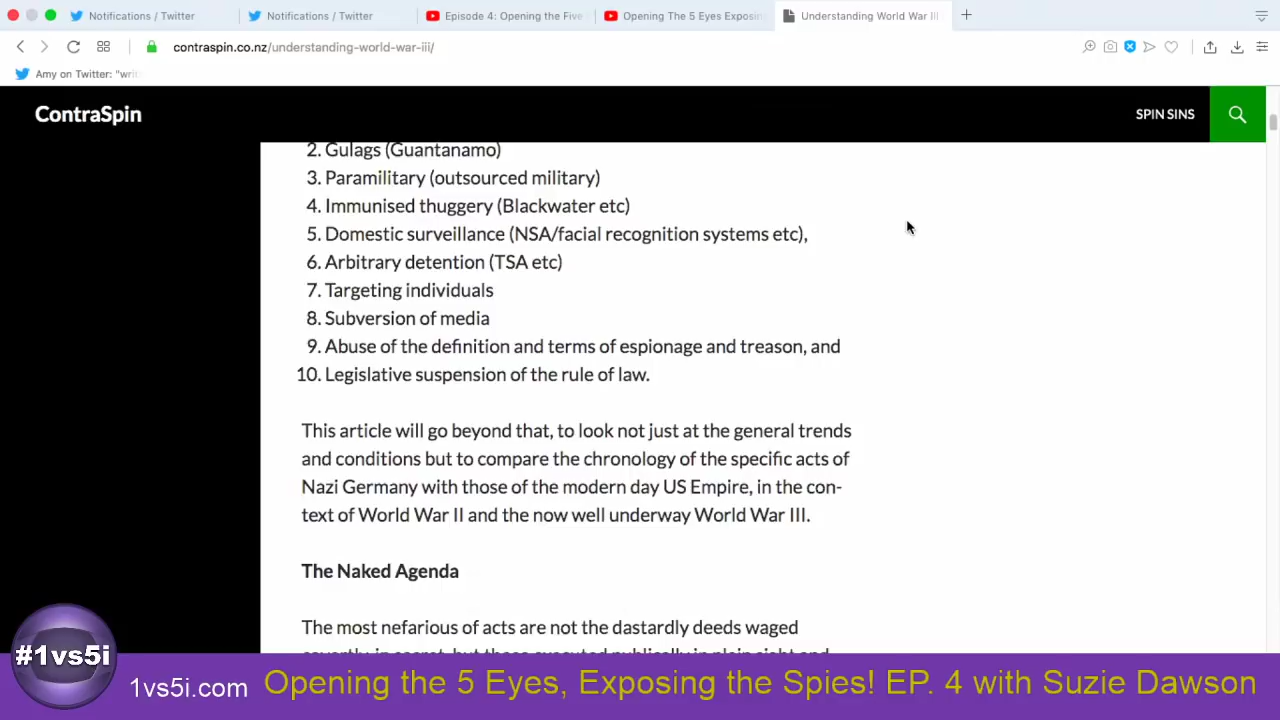 Notifications / Twitter
Notifications / Twitter
Episode 4: Opening the Five
Opening The 5 Eyes Exposin
Understanding World War III
contraspin.co.nz/understanding-world-war-iii/
Amy on Twitter: "writ
ContraSpin
SPIN SINS
2. Gulags (Guantanamo)
3. Paramilitary (outsourced military)
4. Immunised thuggery (Blackwater etc)
5. Domestic surveillance (NSA/facial recognition systems etc),
6. Arbitrary detention (TSA etc)
7. Targeting individuals
8. Subversion of media
9. Abuse of the definition and terms of espionage and treason, and
10. Legislative suspension of the rule of law.
This article will go beyond that, to look not just at the general trends
and conditions but to compare the chronology of the specific acts of
Nazi Germany with those of the modern day US Empire, in the con-
text of World War II and the now well underway World War III.
The Naked Agenda
The most nefarious of acts are not the dastardly deeds waged
#1vs5i
1vs5i.com
Opening the 5 Eyes, Exposing the Spies! EP. 4 with Suzie Dawson